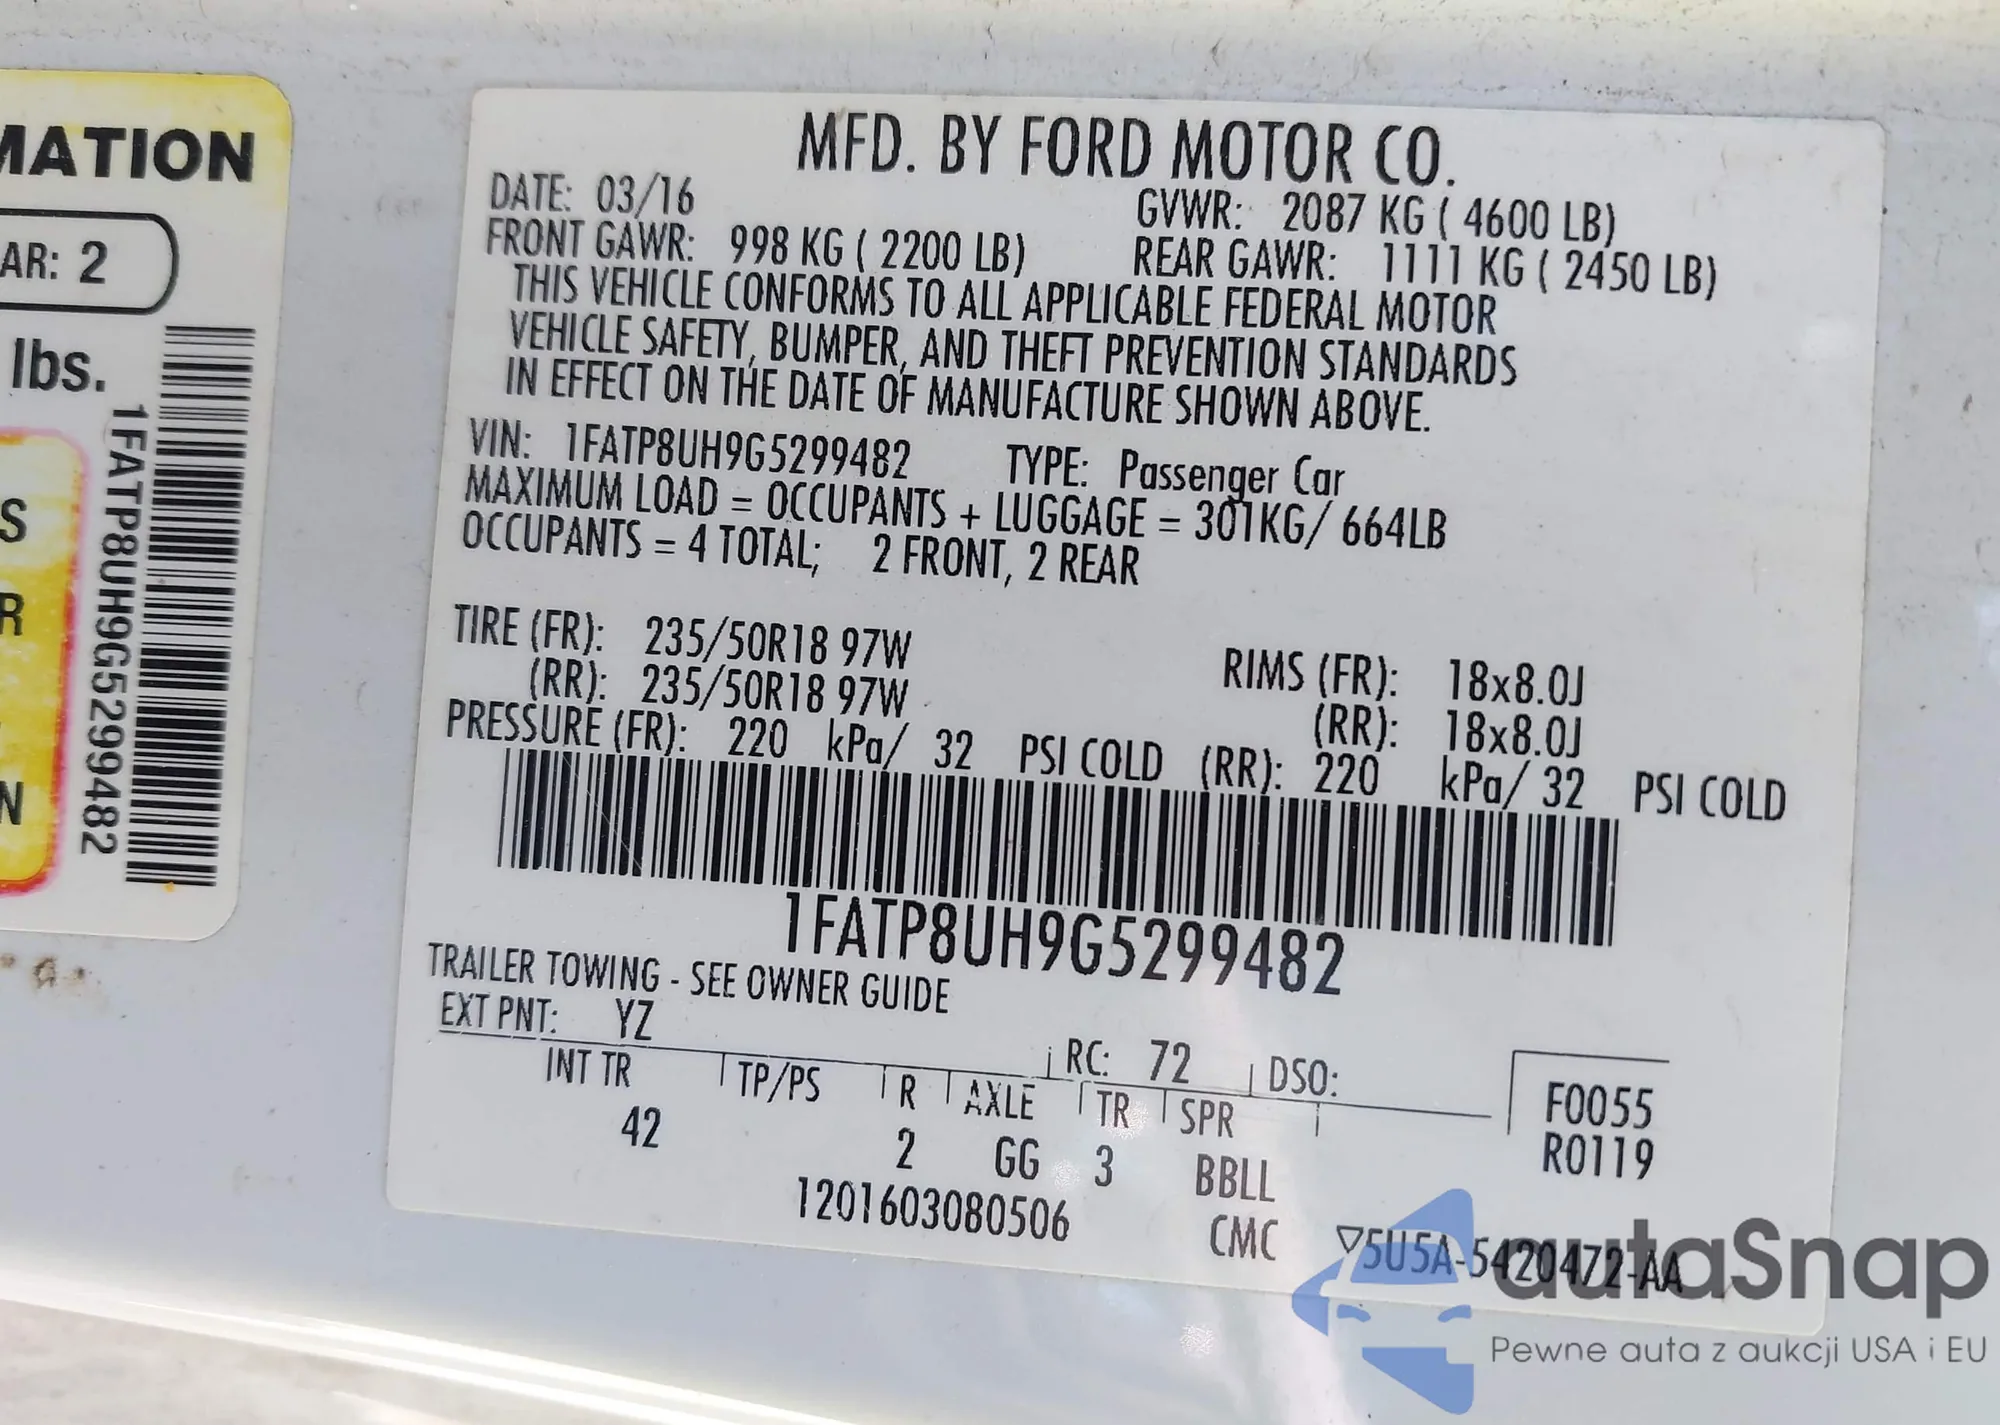 MATION
AR: 2
lbs.
S
R
N
1FATP8UH9G5299482
MFD. BY FORD MOTOR CO.
DATE: 03/16 GVWR: 2087 KG ( 4600 LB)
FRONT GAWR: 998 KG ( 2200 LB) REAR GAWR: 1111 KG ( 2450 LB)
THIS VEHICLE CONFORMS TO ALL APPLICABLE FEDERAL MOTOR
VEHICLE SAFETY, BUMPER, AND THEFT PREVENTION STANDARDS
IN EFFECT ON THE DATE OF MANUFACTURE SHOWN ABOVE.
VIN: 1FATP8UH9G5299482 TYPE: Passenger Car
MAXIMUM LOAD = OCCUPANTS + LUGGAGE = 301KG/ 664LB
OCCUPANTS = 4 TOTAL; 2 FRONT, 2 REAR
TIRE (FR): 235/50R18 97W RIMS (FR): 18x8.0J
(RR): 235/50R18 97W (RR): 18x8.0J
PRESSURE (FR): 220 kPa/ 32 PSI COLD (RR): 220 kPa/ 32 PSI COLD
1FATP8UH9G5299482
TRAILER TOWING - SEE OWNER GUIDE
EXT PNT: YZ RC: 72 DSO:
INT TR TP/PS R AXLE TR SPR F0055
42 2 GG 3 BBLL R0119
1201603080506 CMC ▽5U5A-5420472-AA
autaSnap
Pewne auta z aukcji USA i EU